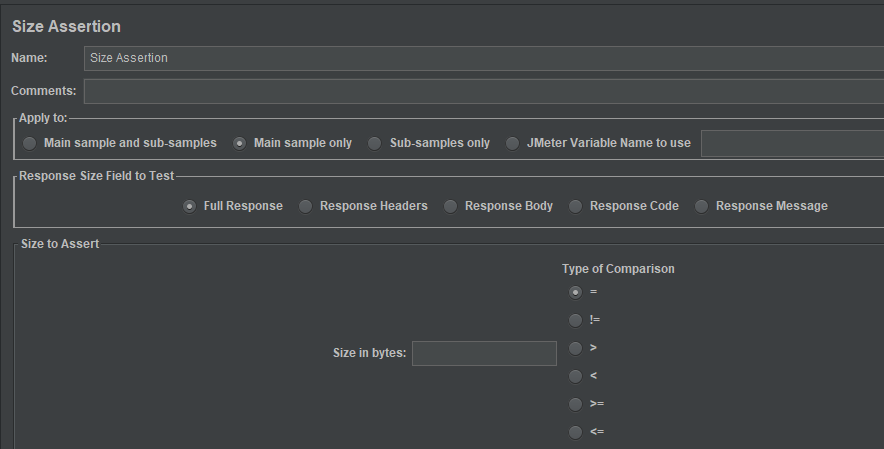 Size Assertion
Name: Size Assertion
Comments:
Apply to:
Main sample and sub-samples Main sample only Sub-samples only JMeter Variable Name to use
Response Size Field to Test
Full Response Response Headers Response Body Response Code Response Message
Size to Assert
Type of Comparison
=
!=
Size in bytes: >
<
>=
<=